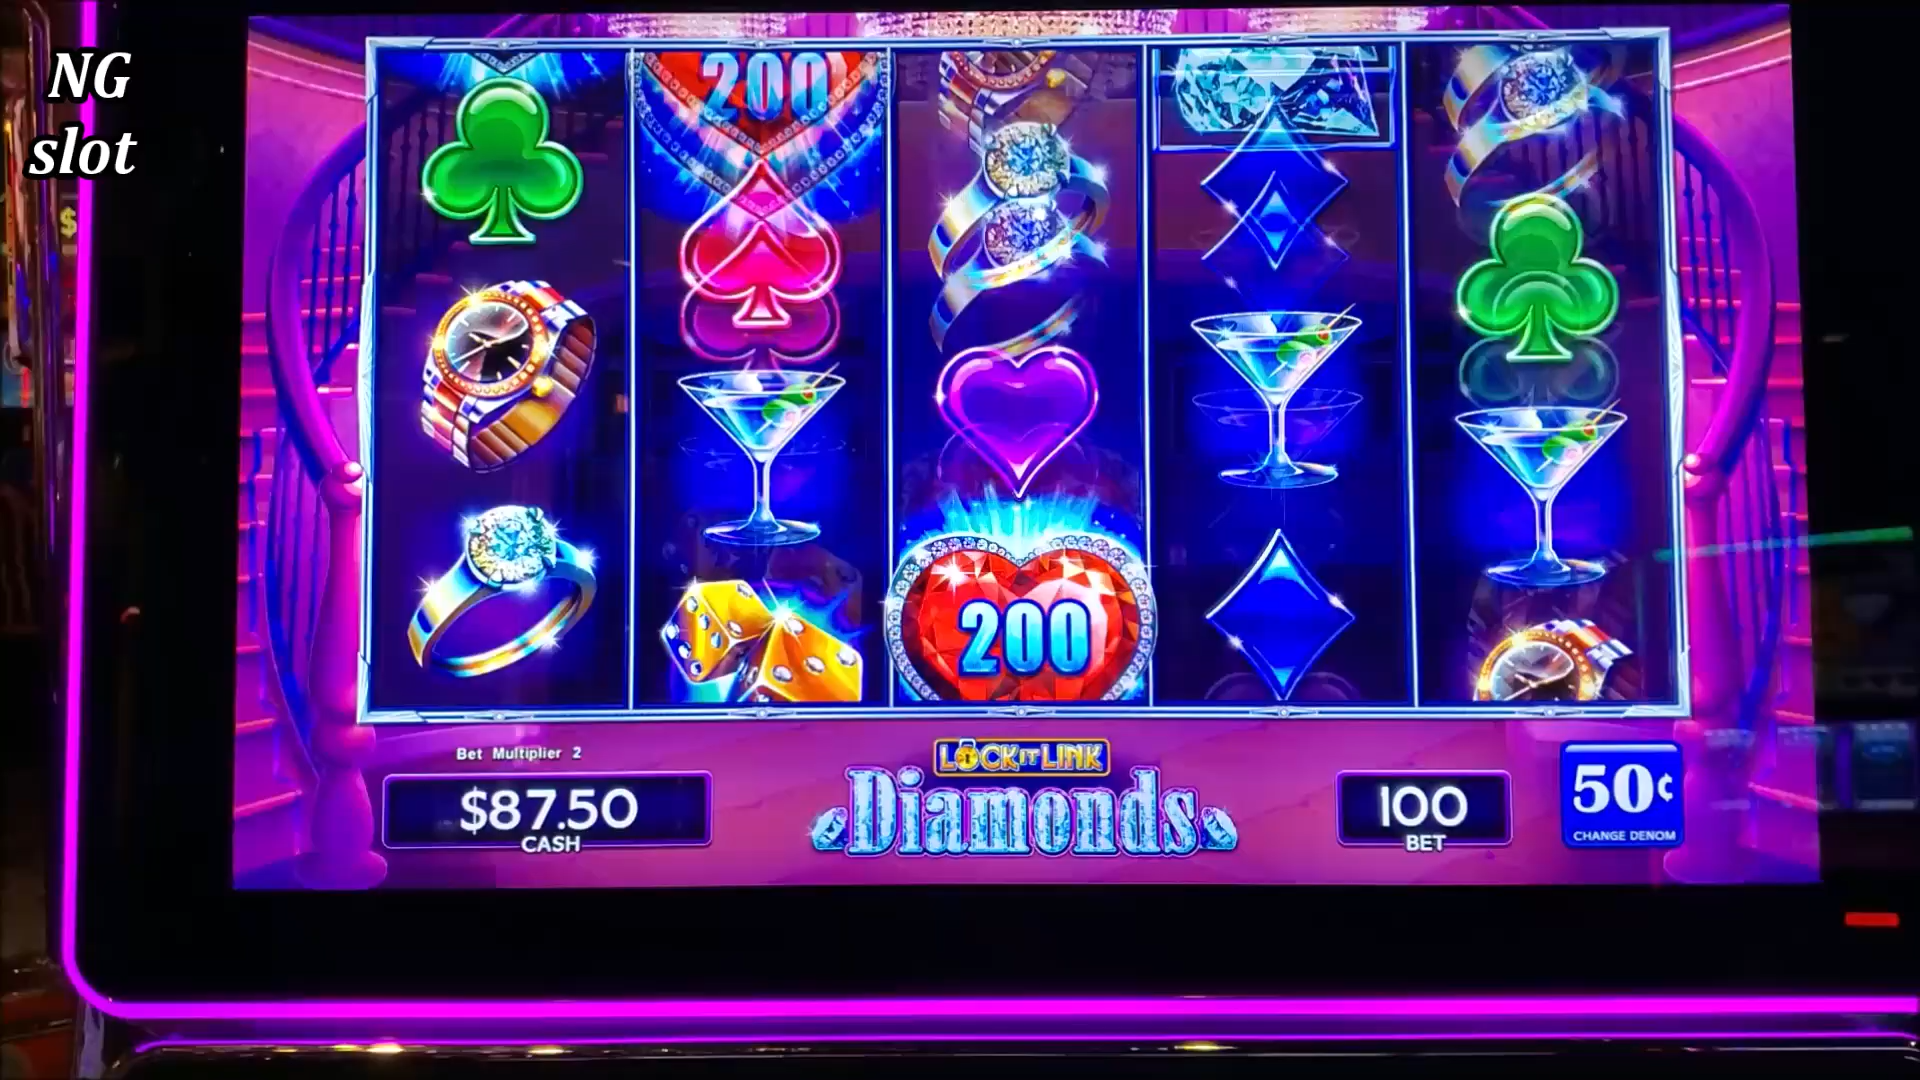 NG
slot
200
200
Bet Multiplier 2
$87.50
CASH
LOCK IT LINK
Diamonds
100
BET
50¢
CHANGE DENOM
$